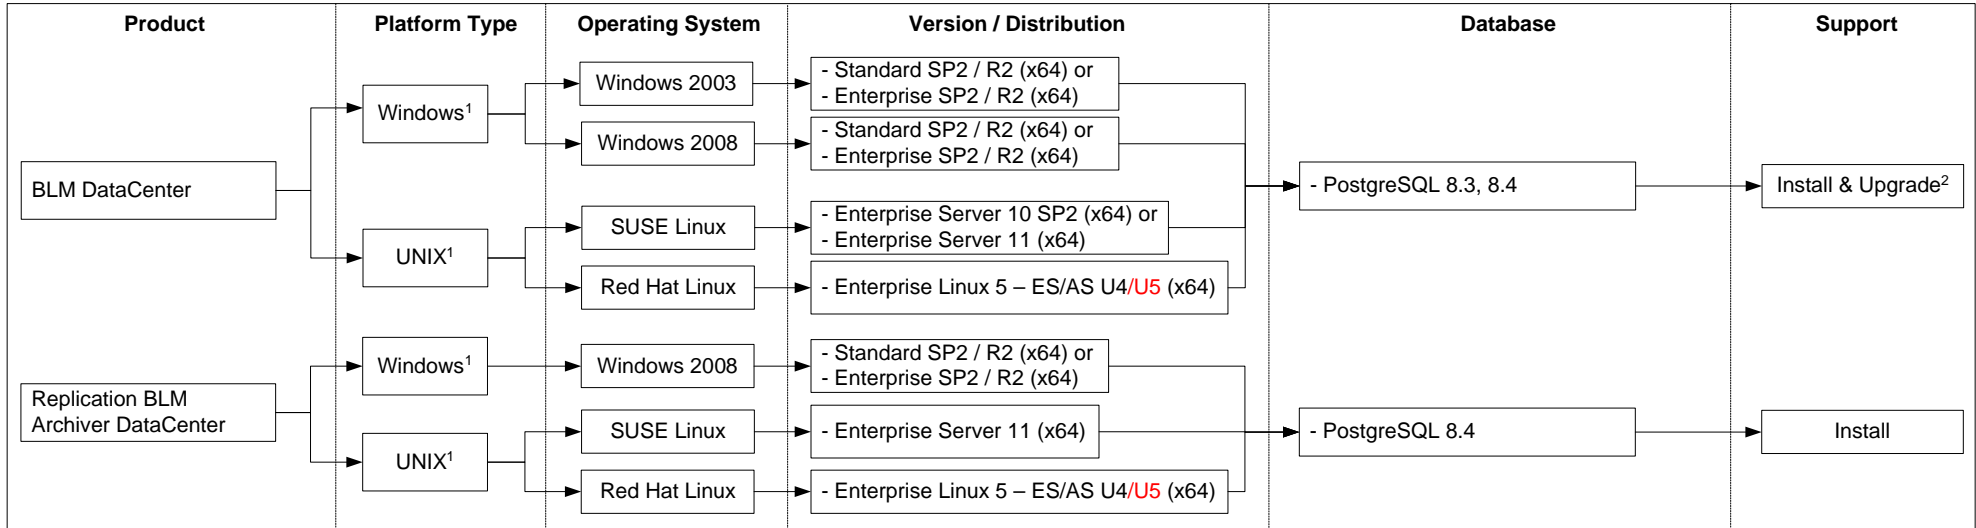 Product
Platform Type
Operating System
Version / Distribution
Database
Support
BLM DataCenter
Windows¹
Windows 2003
- Standard SP2 / R2 (x64) or
- Enterprise SP2 / R2 (x64)
Windows 2008
- Standard SP2 / R2 (x64) or
- Enterprise SP2 / R2 (x64)
UNIX¹
SUSE Linux
- Enterprise Server 10 SP2 (x64) or
- Enterprise Server 11 (x64)
Red Hat Linux
- Enterprise Linux 5 – ES/AS U4/U5 (x64)
- PostgreSQL 8.3, 8.4
Install & Upgrade²
Replication BLM
Archiver DataCenter
Windows¹
Windows 2008
- Standard SP2 / R2 (x64) or
- Enterprise SP2 / R2 (x64)
UNIX¹
SUSE Linux
- Enterprise Server 11 (x64)
Red Hat Linux
- Enterprise Linux 5 – ES/AS U4/U5 (x64)
- PostgreSQL 8.4
Install